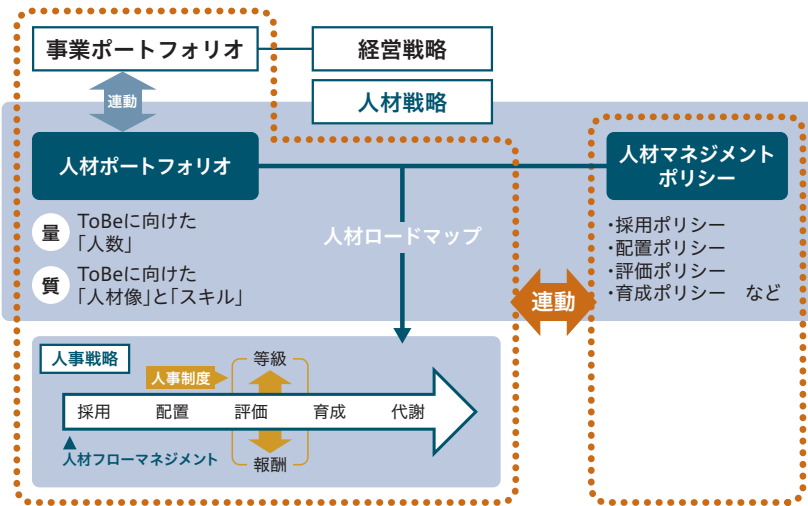 事業ポートフォリオ
経営戦略
連動
人材戦略
人材ポートフォリオ
人材マネジメント
ポリシー
量
ToBeに向けた
「人数」
質
ToBeに向けた
「人材像」と「スキル」
人材ロードマップ
・採用ポリシー
・配置ポリシー
・評価ポリシー
・育成ポリシー　など
連動
人事戦略
人事制度
等級
採用
配置
評価
育成
代謝
人材フローマネジメント
報酬